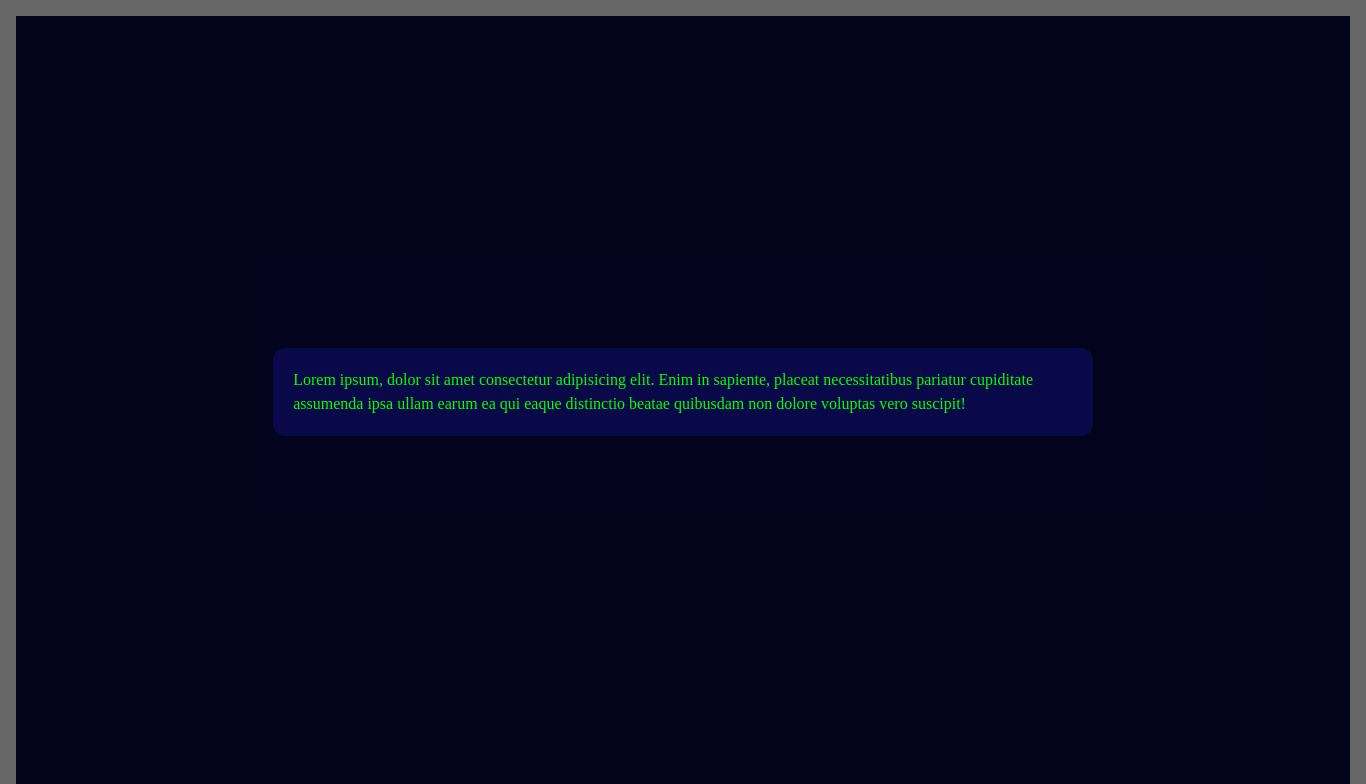 Lorem ipsum, dolor sit amet consectetur adipisicing elit. Enim in sapiente, placeat necessitatibus pariatur cupiditate
assumenda ipsa ullam earum ea qui eaque distinctio beatae quibusdam non dolore voluptas vero suscipit!